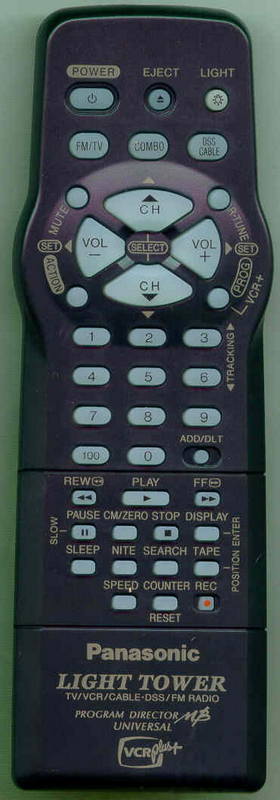 POWER EJECT LIGHT
FM/TV COMBO DSS CABLE
MUTE R-TUNE
CH
SET VOL − SELECT VOL + SET
ACTION CH PROG
VCR+
1 2 3
4 5 6
TRACKING
7 8 9
ADD/DLT
100 0
REW PLAY FF
PAUSE CM/ZERO STOP DISPLAY
SLOW
SLEEP NITE SEARCH TAPE
POSITION ENTER
SPEED COUNTER REC
RESET
Panasonic
LIGHT TOWER
TV/VCR/CABLE·DSS/FM RADIO
PROGRAM DIRECTOR
UNIVERSAL
VCR plus+